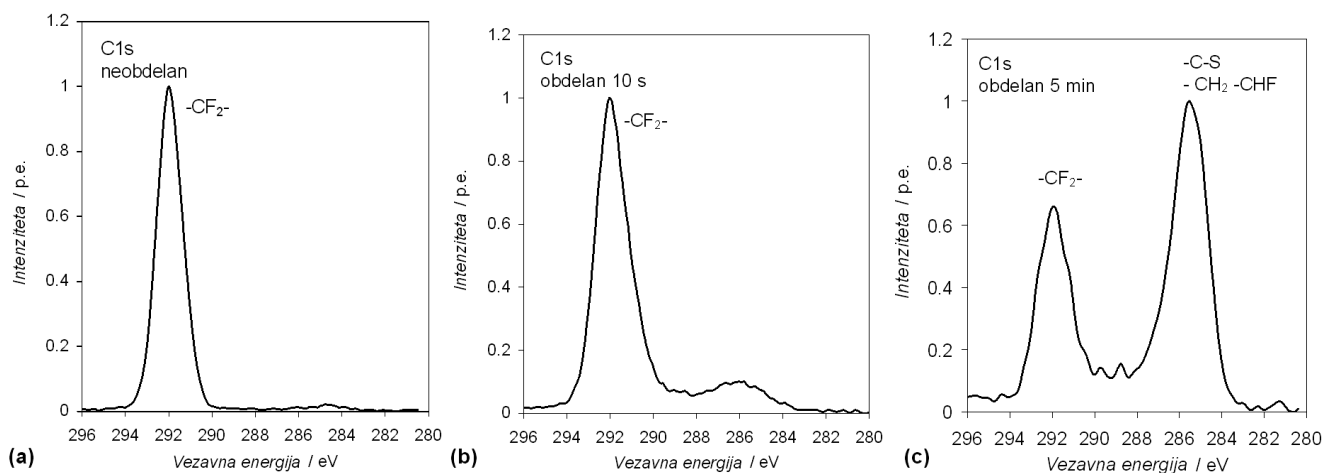 1.2
1
0.8
0.6
0.4
0.2
0
Intenziteta / p.e.
C1s
neobdelan
-CF₂-
296 294 292 290 288 286 284 282 280
(a)
Vezavna energija / eV
1.2
1
0.8
0.6
0.4
0.2
0
Intenziteta / p.e.
C1s
obdelan 10 s
-CF₂-
296 294 292 290 288 286 284 282 280
(b)
Vezavna energija / eV
1.2
1
0.8
0.6
0.4
0.2
0
Intenziteta / p.e.
C1s
obdelan 5 min
-C-S
- CH₂ -CHF
-CF₂-
296 294 292 290 288 286 284 282 280
(c)
Vezavna energija / eV